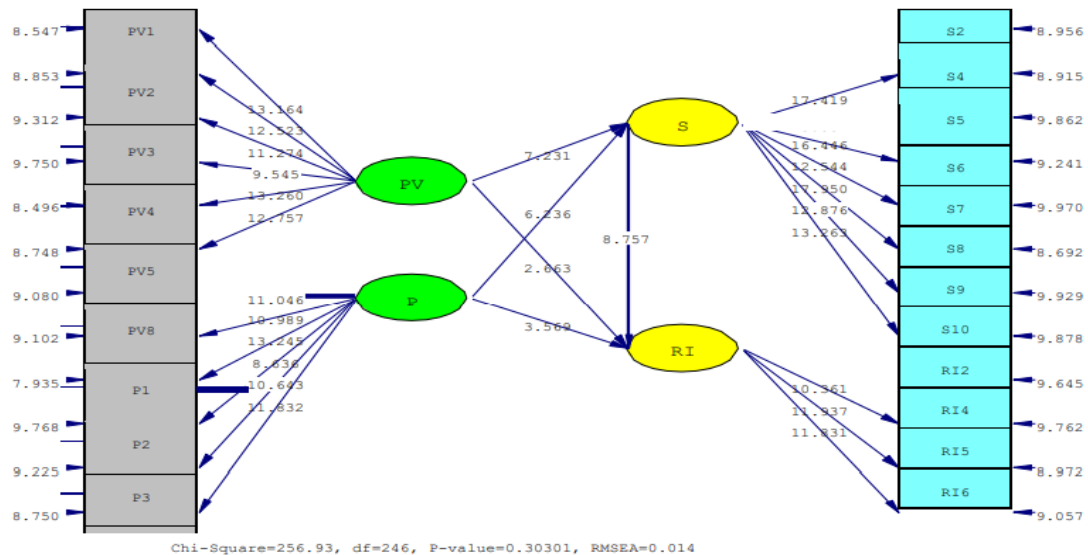 8.547
8.853
9.312
9.750
8.496
8.748
9.080
9.102
7.935
9.768
9.225
8.750
PV1
PV2
PV3
PV4
PV5
PV8
P1
P2
P3
13.164
12.523
11.274
9.545
13.260
12.757
11.046
10.989
13.245
8.636
10.643
11.832
PV
P
7.231
6.236
8.757
2.663
3.569
S
RI
17.419
16.446
12.544
17.950
12.876
13.263
10.361
11.937
11.831
S2
S4
S5
S6
S7
S8
S9
S10
RI2
RI4
RI5
RI6
8.956
8.915
9.862
9.241
9.970
8.692
9.929
9.878
9.645
9.762
8.972
9.057
Chi-Square=256.93, df=246, P-value=0.30301, RMSEA=0.014